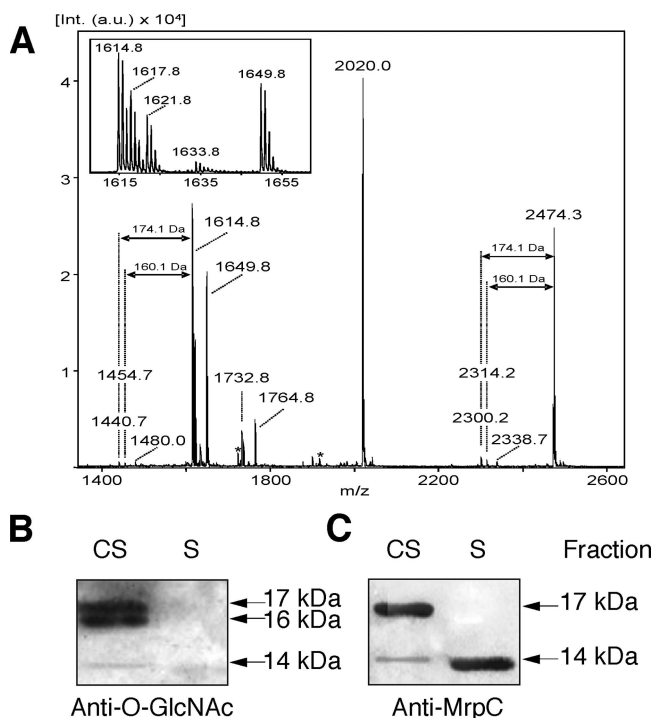 [Int. (a.u.) x 10⁴]
A
4
3
2
1
1614.8
1617.8
1621.8
1633.8
1649.8
1615
1635
1655
2020.0
2474.3
174.1 Da
160.1 Da
1614.8
1649.8
1454.7
1440.7
1480.0
1732.8
1764.8
*
*
174.1 Da
160.1 Da
2314.2
2300.2
2338.7
1400
1800
2200
2600
m/z
B
CS S
17 kDa
16 kDa
14 kDa
Anti-O-GlcNAc
C
CS S Fraction
17 kDa
14 kDa
Anti-MrpC